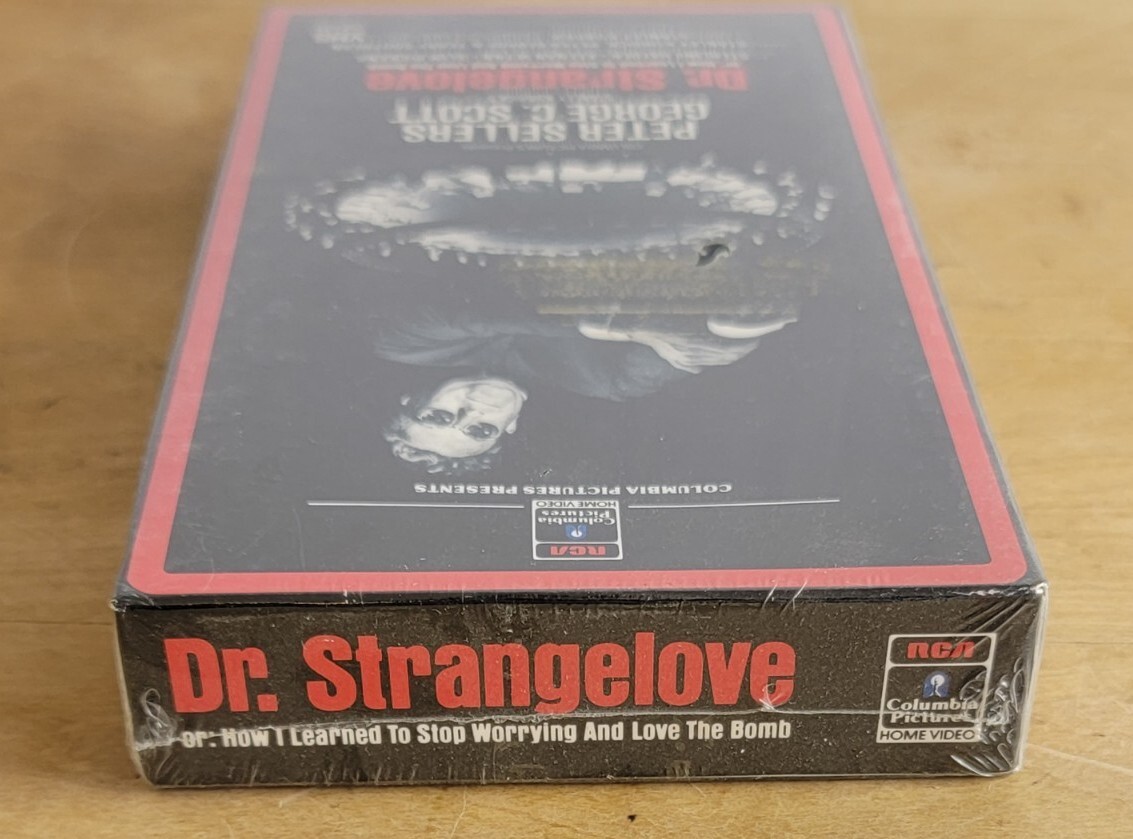 Dr. Strangelove
or: How I Learned To Stop Worrying And Love The Bomb
RCA
Columbia
Pictures
HOME VIDEO
RCA
Columbia
Pictures
HOME VIDEO
COLUMBIA PICTURES PRESENTS
PETER SELLERS
GEORGE C. SCOTT
Dr. Strangelove